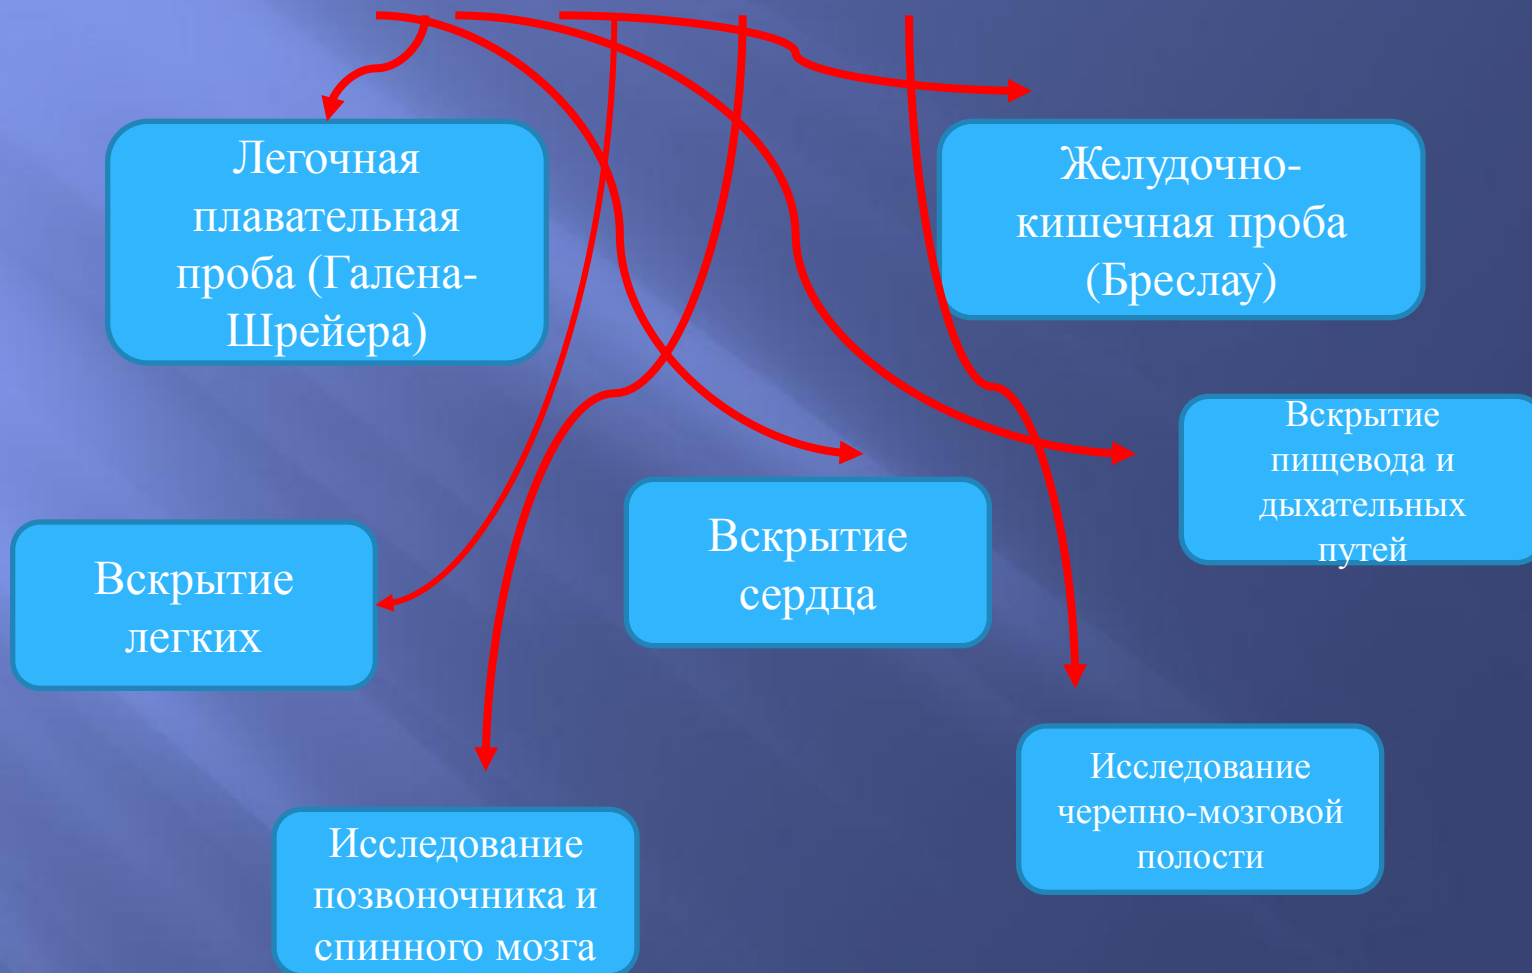 Легочная
плавательная
проба (Галена-
Шрейера)
Желудочно-
кишечная проба
(Бреслау)
Вскрытие
пищевода и
дыхательных
путей
Вскрытие
сердца
Вскрытие
легких
Исследование
черепно-мозговой
полости
Исследование
позвоночника и
спинного мозга